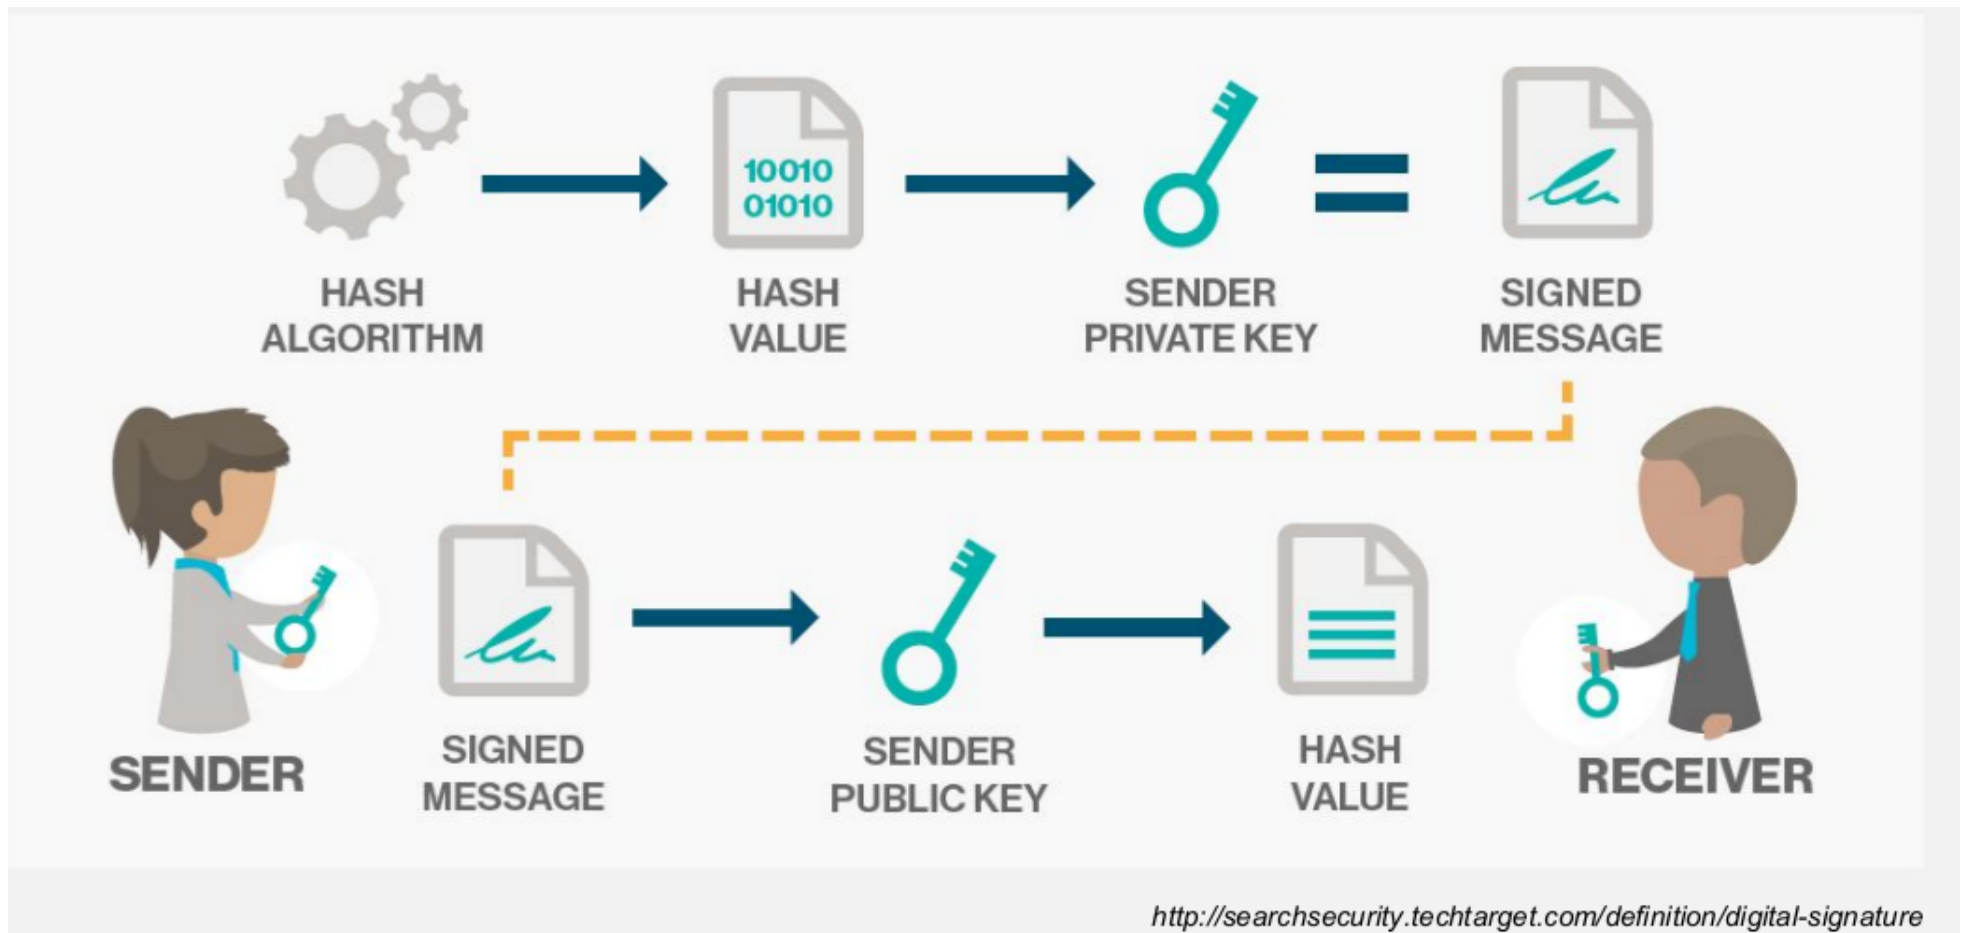 10010
01010
HASH
ALGORITHM
HASH
VALUE
SENDER
PRIVATE KEY
SIGNED
MESSAGE
SENDER
SIGNED
MESSAGE
SENDER
PUBLIC KEY
HASH
VALUE
RECEIVER
http://searchsecurity.techtarget.com/definition/digital-signature